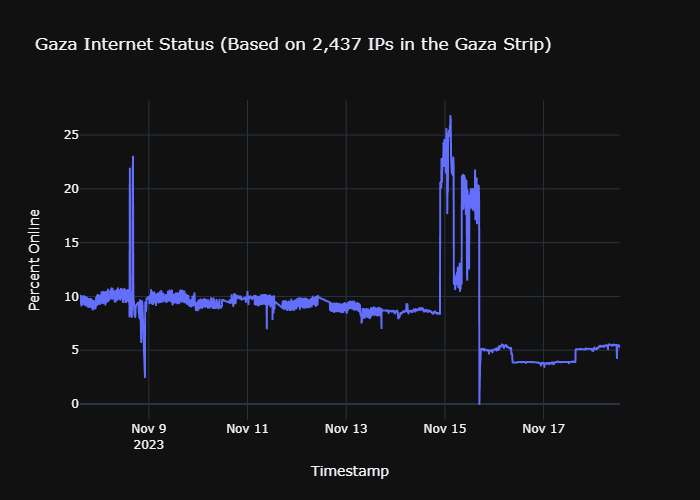 Gaza Internet Status (Based on 2,437 IPs in the Gaza Strip)
Percent Online
25
20
15
10
5
0
Nov 9 Nov 11 Nov 13 Nov 15 Nov 17
2023
Timestamp